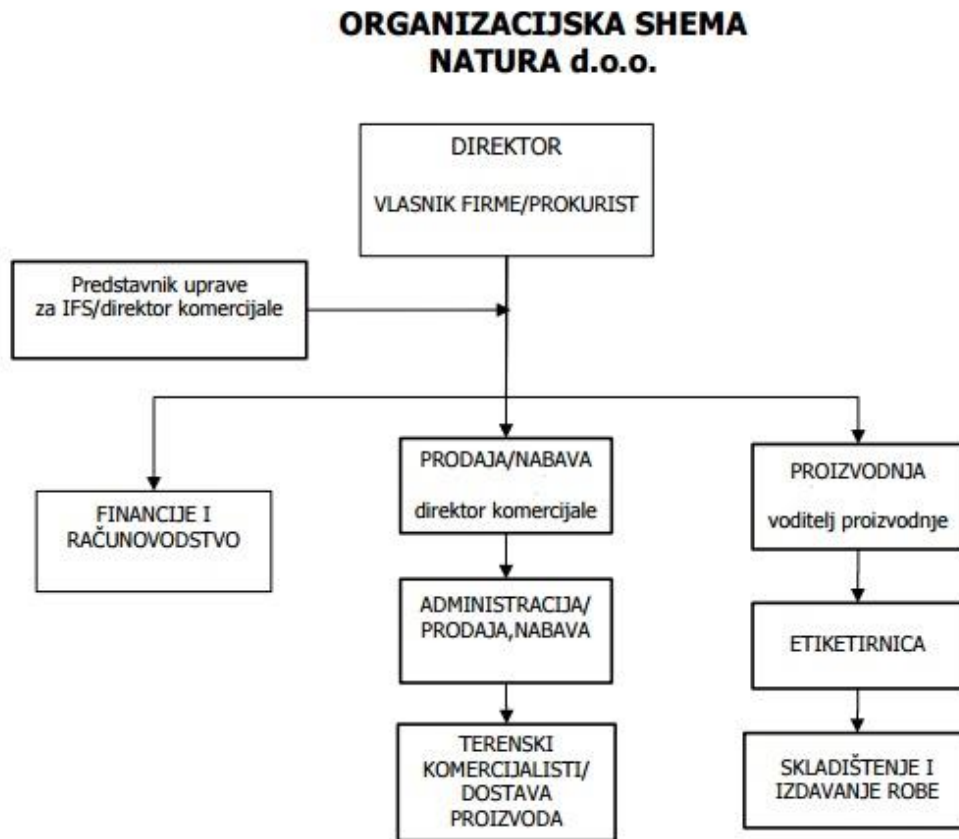 ORGANIZACIJSKA SHEMA
NATURA d.o.o.
DIREKTOR
VLASNIK FIRME/PROKURIST
Predstavnik uprave
za IFS/direktor komercijale
FINANCIJE I
RAČUNOVODSTVO
PRODAJA/NABAVA
direktor komercijale
PROIZVODNJA
voditelj proizvodnje
ADMINISTRACIJA/
PRODAJA,NABAVA
ETIKETIRNICA
TERENSKI
KOMERCIJALISTI/
DOSTAVA
PROIZVODA
SKLADIŠTENJE I
IZDAVANJE ROBE